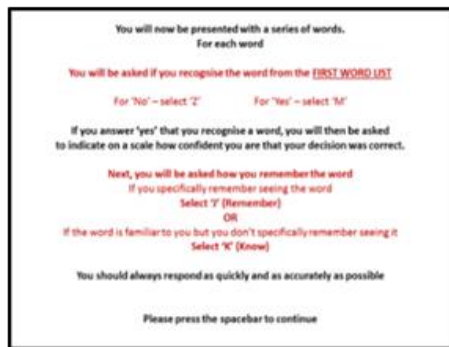 You will now be presented with a series of words.
For each word
You will be asked if you recognise the word from the FIRST WORD LIST
For 'No' – select 'Z' For 'Yes' – select 'M'
If you answer 'yes' that you recognise a word, you will then be asked
to indicate on a scale how confident you are that your decision was correct.
Next, you will be asked how you remember the word
If you specifically remember seeing the word
Select 'J' (Remember)
OR
If the word is familiar to you but you don't specifically remember seeing it
Select 'K' (Know)
You should always respond as quickly and as accurately as possible
Please press the spacebar to continue